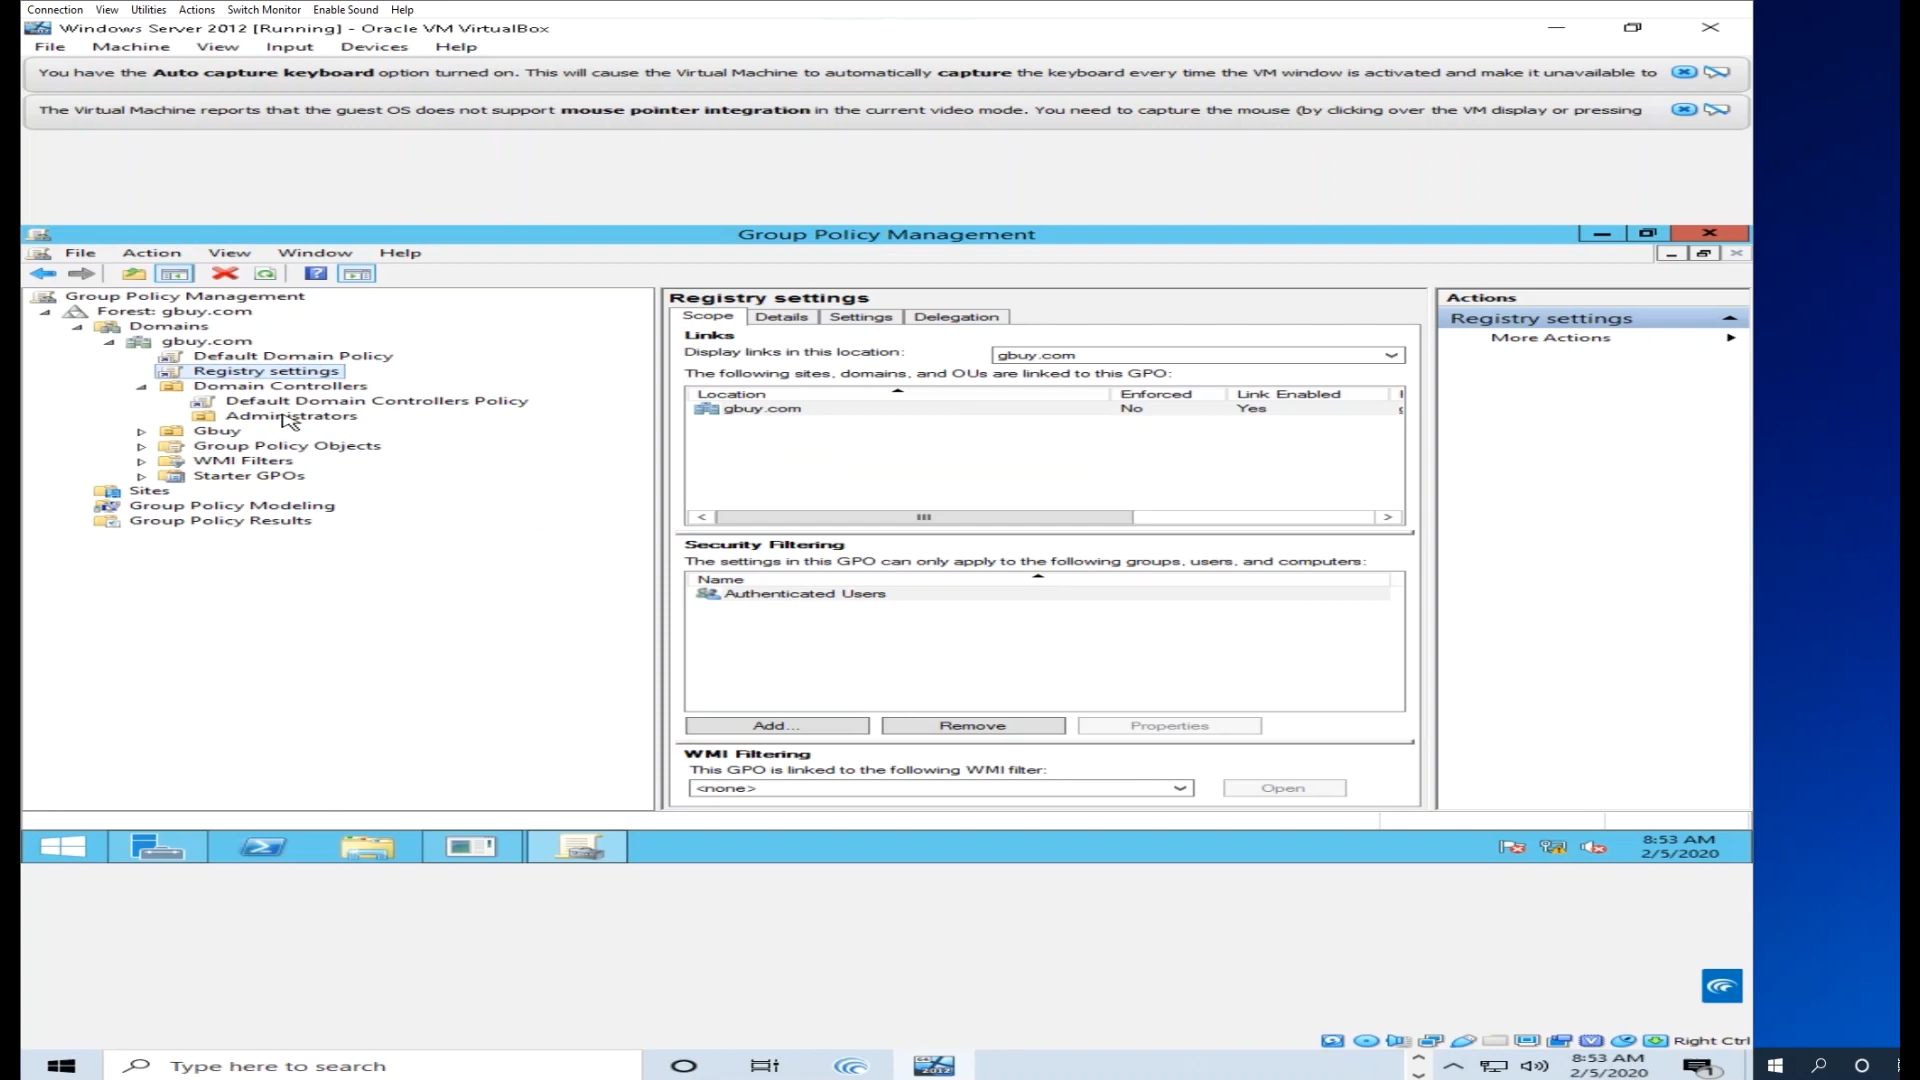 Connection View Utilities Actions Switch Monitor Enable Sound Help
Windows Server 2012 [Running] - Oracle VM VirtualBox
File Machine View Input Devices Help
You have the Auto capture keyboard option turned on. This will cause the Virtual Machine to automatically capture the keyboard every time the VM window is activated and make it unavailable to
The Virtual Machine reports that the guest OS does not support mouse pointer integration in the current video mode. You need to capture the mouse (by clicking over the VM display or pressing
Group Policy Management
File Action View Window Help
Group Policy Management
Forest: gbuy.com
Domains
gbuy.com
Default Domain Policy
Registry settings
Domain Controllers
Default Domain Controllers Policy
Administrators
Gbuy
Group Policy Objects
WMI Filters
Starter GPOs
Sites
Group Policy Modeling
Group Policy Results
Registry settings
Scope Details Settings Delegation
Links
Display links in this location: gbuy.com
The following sites, domains, and OUs are linked to this GPO:
Location Enforced Link Enabled
gbuy.com No Yes
Security Filtering
The settings in this GPO can only apply to the following groups, users, and computers:
Name
Authenticated Users
Add... Remove Properties
WMI Filtering
This GPO is linked to the following WMI filter:
<none> Open
Actions
Registry settings
More Actions
8:53 AM
2/5/2020
Right Ctrl
Type here to search
8:53 AM
2/5/2020